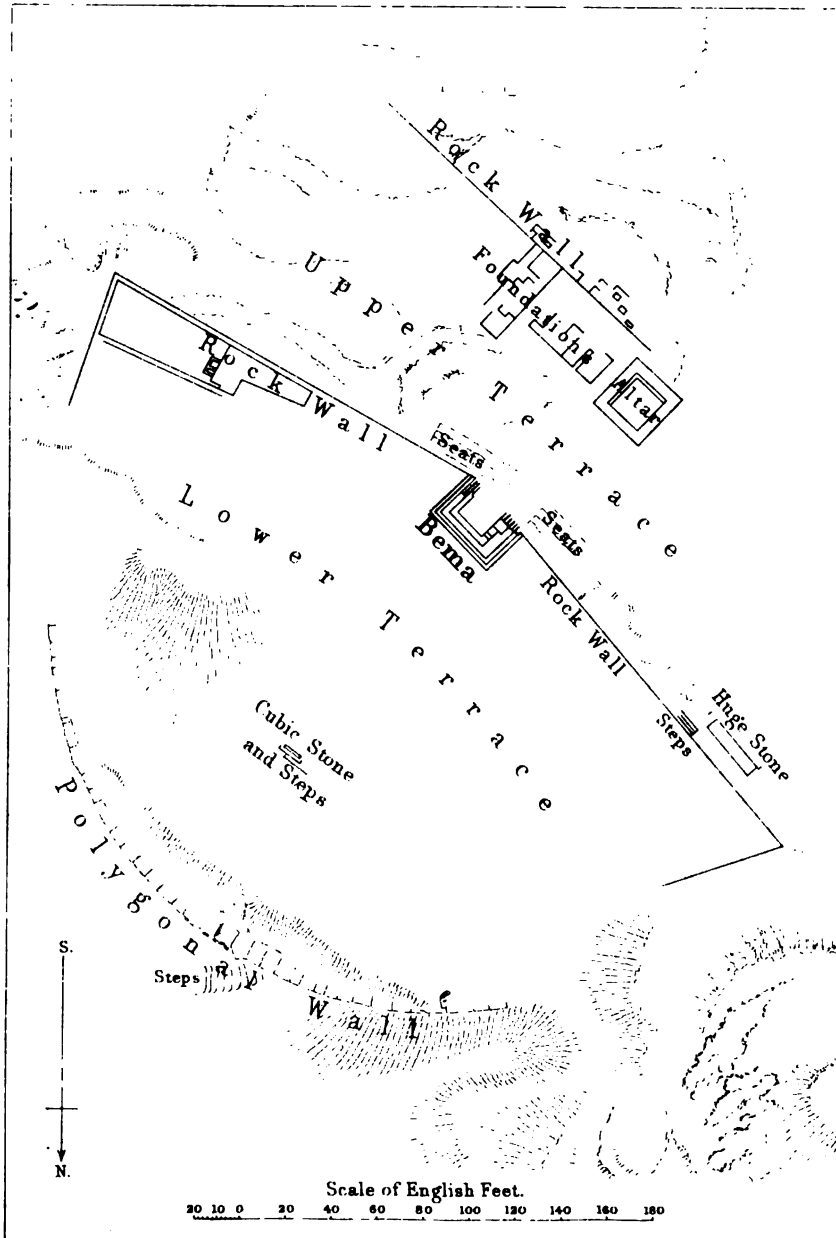 Rock Wall
Upper Terrace
Foundations
Altar
Rock Wall
Seats
Seats
Bema
Lower Terrace
Rock Wall
Huge Stone
Steps
Cubic Stone
and Steps
Polygonal Wall
Steps
S.
N.
Scale of English Feet.
20 10 0 20 40 60 80 100 120 140 160 180